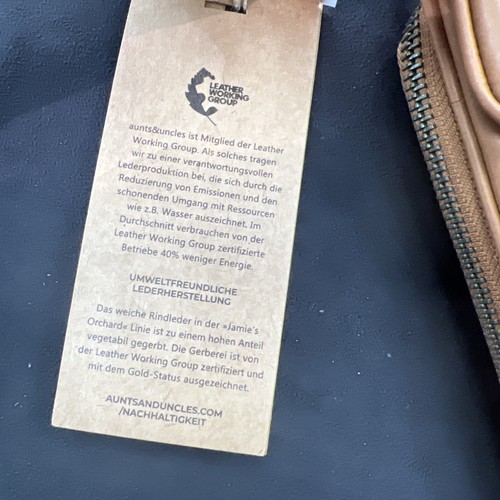 LEATHER
WORKING
GROUP
aunts&uncles ist Mitglied der Leather
Working Group. Als solches tragen
wir zu einer verantwortungsvollen
Lederproduktion bei, die sich durch die
Reduzierung von Emissionen und den
schonenden Umgang mit Ressourcen
wie z.B. Wasser auszeichnet. Im
Durchschnitt verbrauchen von der
Leather Working Group zertifizierte
Betriebe 40% weniger Energie.
UMWELTFREUNDLICHE
LEDERHERSTELLUNG
Das weiche Rindleder in der »Jamie's
Orchard« Linie ist zu einem hohen Anteil
vegetabil gegerbt. Die Gerberei ist von
der Leather Working Group zertifiziert und
mit dem Gold-Status ausgezeichnet.
AUNTSANDUNCLES.COM
/NACHHALTIGKEIT